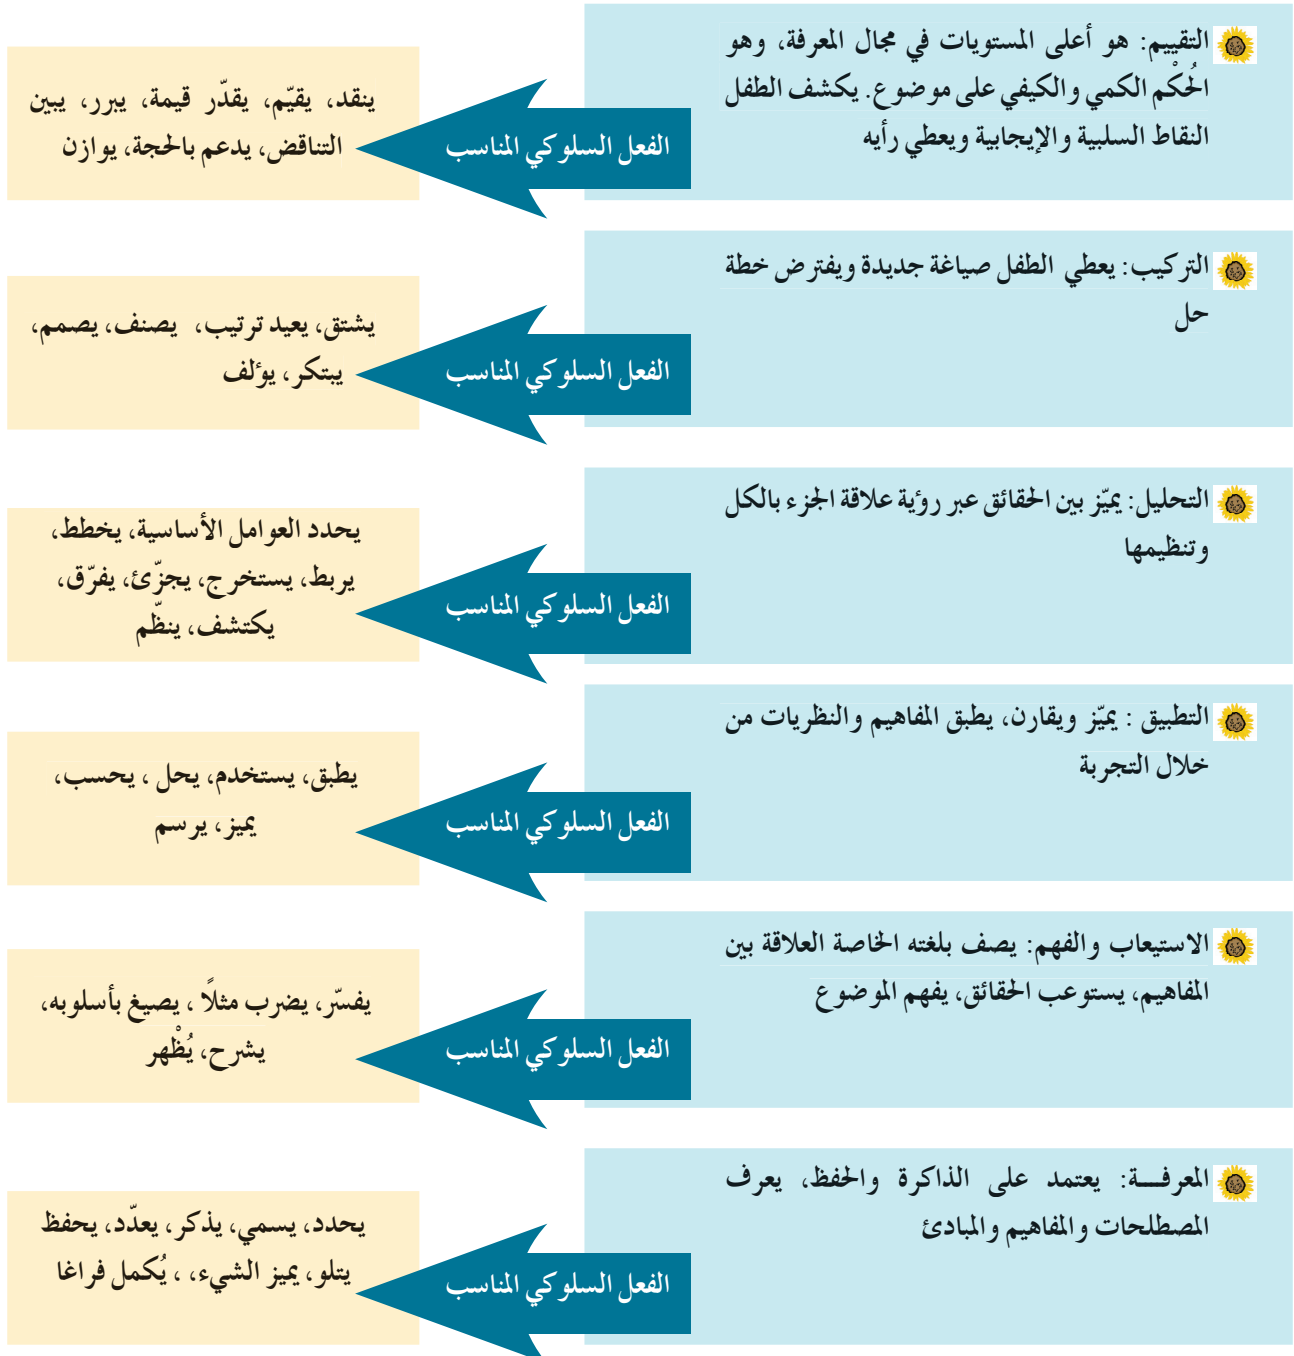 التقييم: هو أعلى المستويات في مجال المعرفة، وهو
الحُكْم الكمي والكيفي على موضوع. يكشف الطفل
النقاط السلبية والإيجابية ويعطي رأيه
الفعل السلوكي المناسب
ينقد، يقيّم، يقدّر قيمة، يبرر، يبين
التناقض، يدعم بالحجة، يوازن
التركيب: يعطي الطفل صياغة جديدة ويفترض خطة
حل
الفعل السلوكي المناسب
يشتق، يعيد ترتيب، يصنف، يصمم،
يبتكر، يؤلف
التحليل: يميّز بين الحقائق عبر رؤية علاقة الجزء بالكل
وتنظيمها
الفعل السلوكي المناسب
يحدد العوامل الأساسية، يخطط،
يربط، يستخرج، يجزّئ، يفرّق،
يكتشف، ينظّم
التطبيق : يميّز ويقارن، يطبق المفاهيم والنظريات من
خلال التجربة
الفعل السلوكي المناسب
يطبق، يستخدم، يحل ، يحسب،
يميز، يرسم
الاستيعاب والفهم: يصف بلغته الخاصة العلاقة بين
المفاهيم، يستوعب الحقائق، يفهم الموضوع
الفعل السلوكي المناسب
يفسّر، يضرب مثلًا ، يصيغ بأسلوبه،
يشرح، يُظْهر
المعرفـــة: يعتمد على الذاكرة والحفظ، يعرف
المصطلحات والمفاهيم والمبادئ
الفعل السلوكي المناسب
يحدد، يسمي، يذكر، يعدّد، يحفظ
يتلو، يميز الشيء، ، يُكمل فراغا